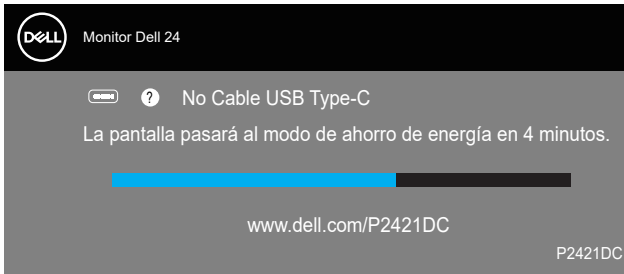 DELL
Monitor Dell 24
? No Cable USB Type-C
La pantalla pasará al modo de ahorro de energía en 4 minutos.
www.dell.com/P2421DC
P2421DC